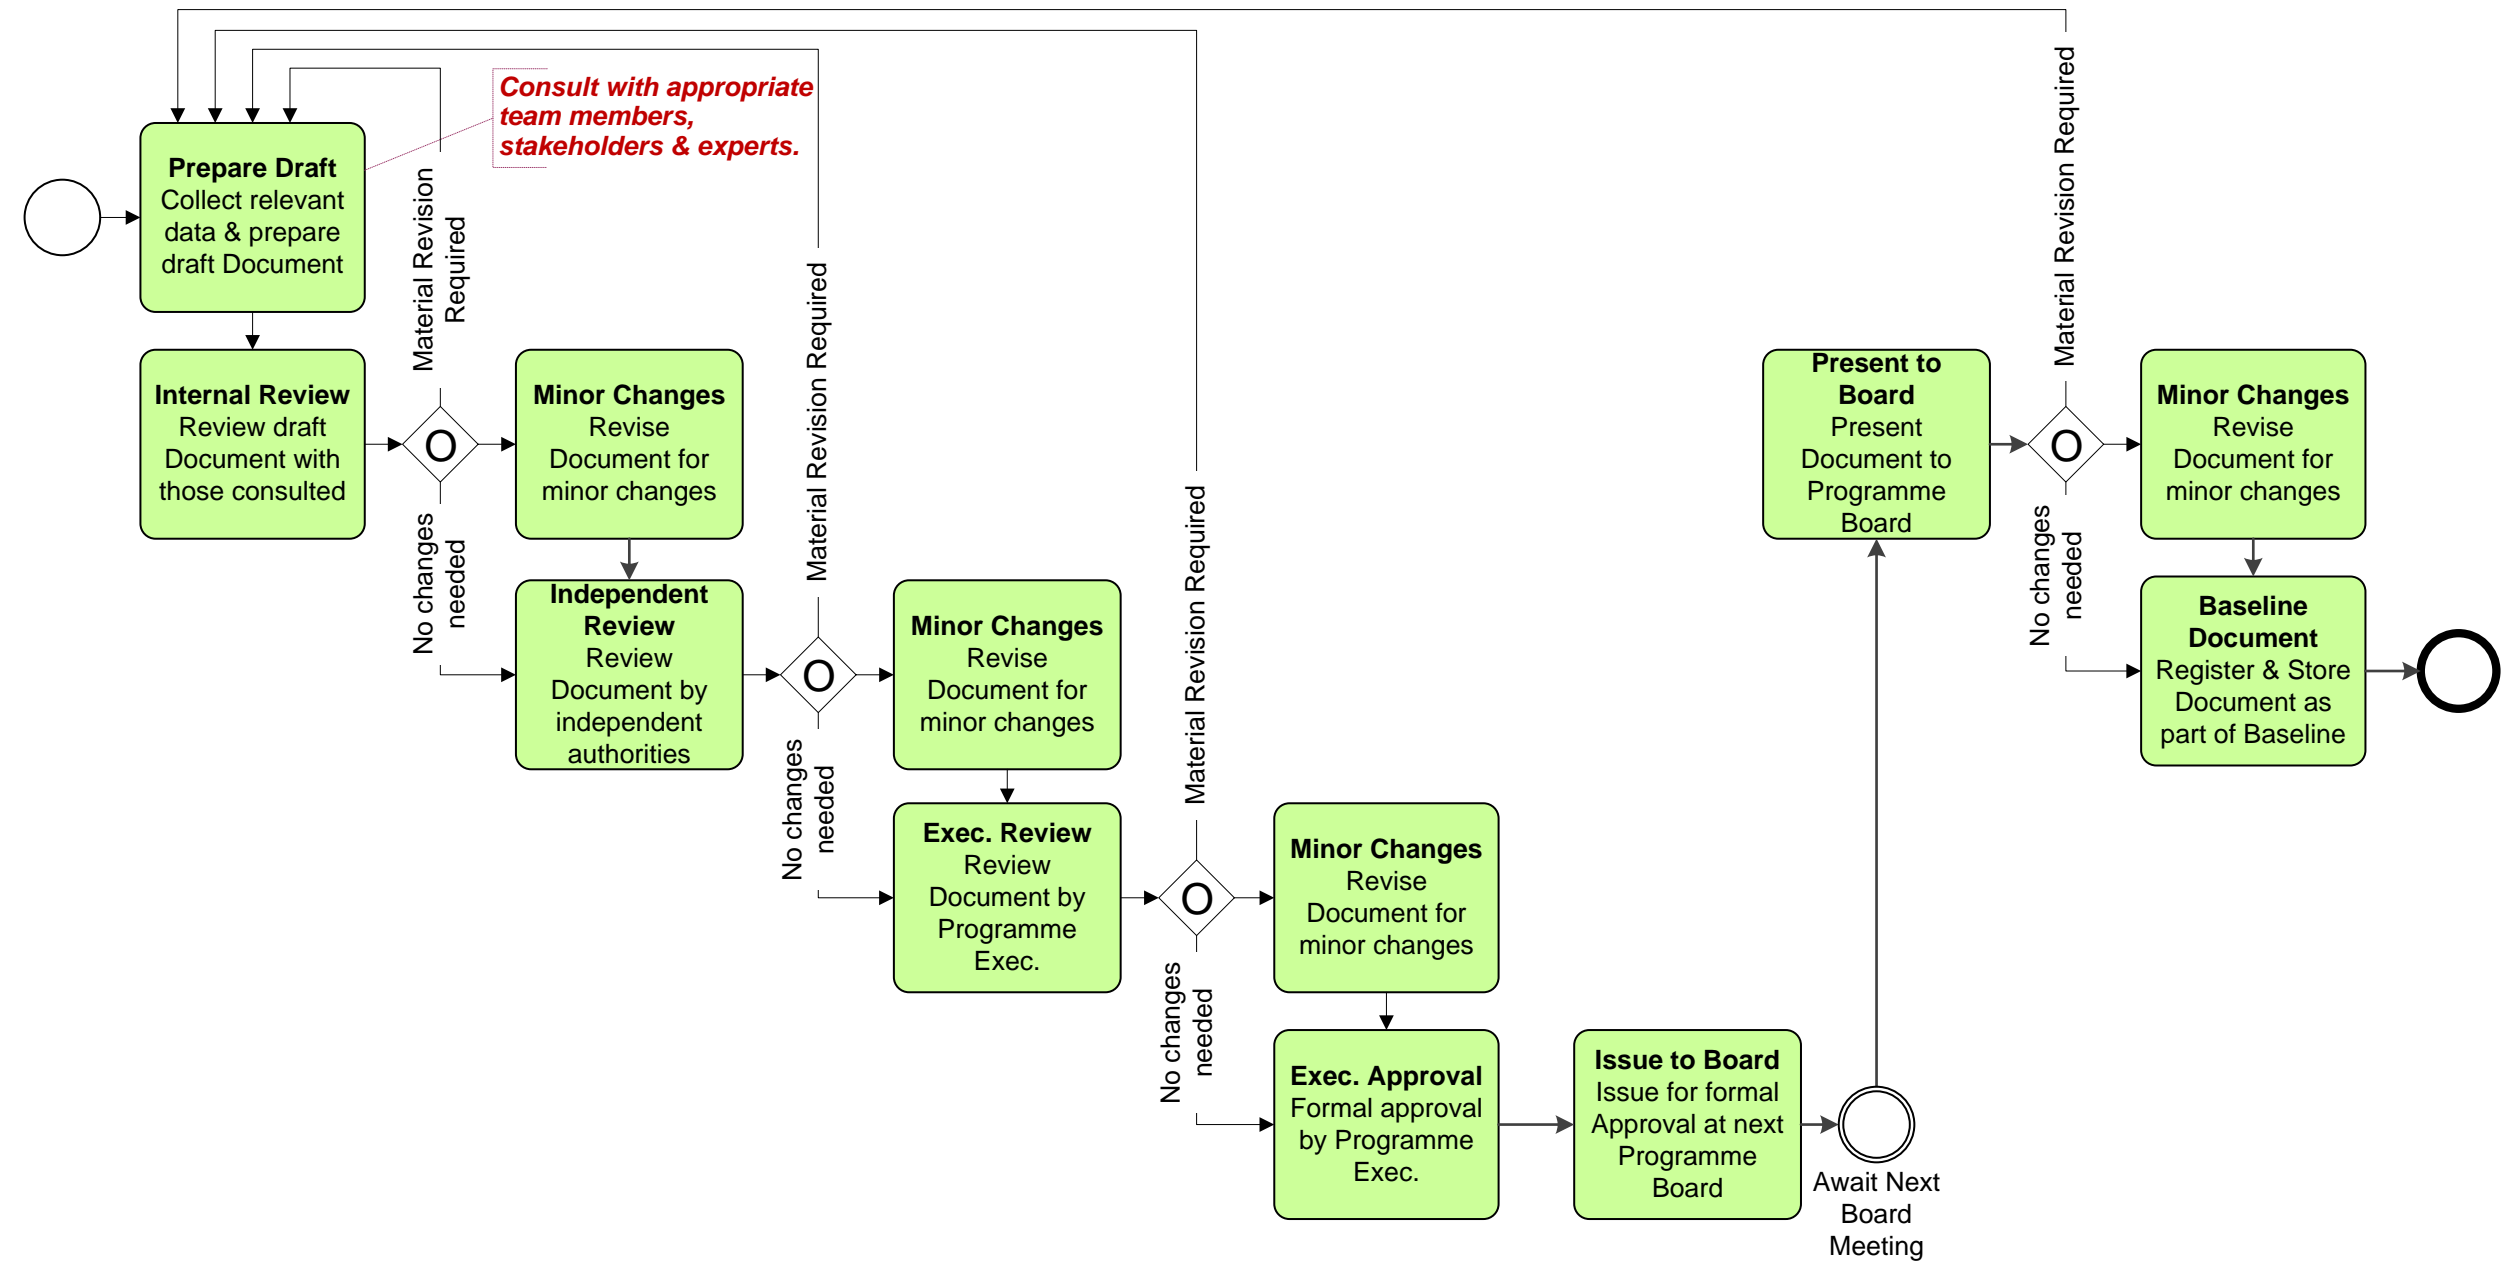 Consult with appropriate
team members,
stakeholders & experts.
Prepare Draft
Collect relevant
data & prepare
draft Document
Material Revision
Required
Internal Review
Review draft
Document with
those consulted
O
Minor Changes
Revise
Document for
minor changes
No changes
needed
Independent
Review
Review
Document by
independent
authorities
Material Revision Required
O
Minor Changes
Revise
Document for
minor changes
No changes
needed
Exec. Review
Review
Document by
Programme
Exec.
Material Revision Required
O
Minor Changes
Revise
Document for
minor changes
No changes
needed
Exec. Approval
Formal approval
by Programme
Exec.
Issue to Board
Issue for formal
Approval at next
Programme
Board
Await Next
Board
Meeting
Present to
Board
Present
Document to
Programme
Board
Material Revision Required
O
Minor Changes
Revise
Document for
minor changes
No changes
needed
Baseline
Document
Register & Store
Document as
part of Baseline